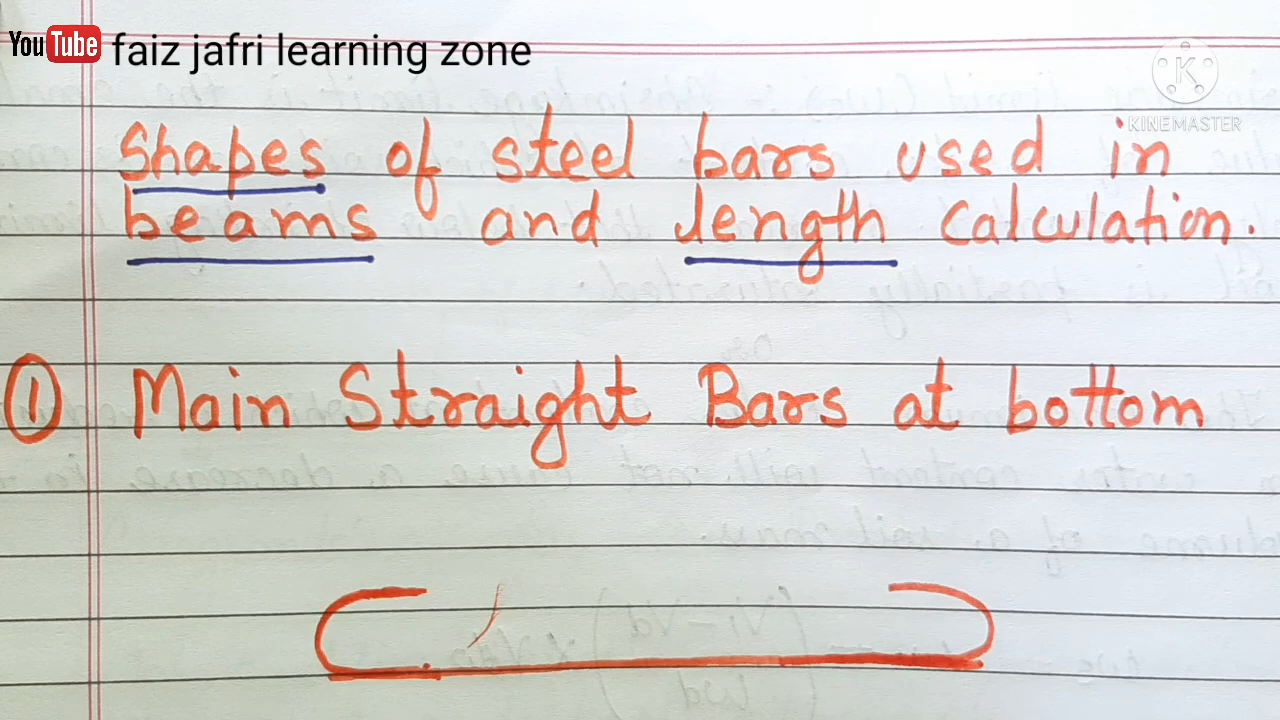 YouTube faiz jafri learning zone
KINEMASTER
Shapes of steel bars used in
beams and length calculation.
① Main Straight Bars at bottom